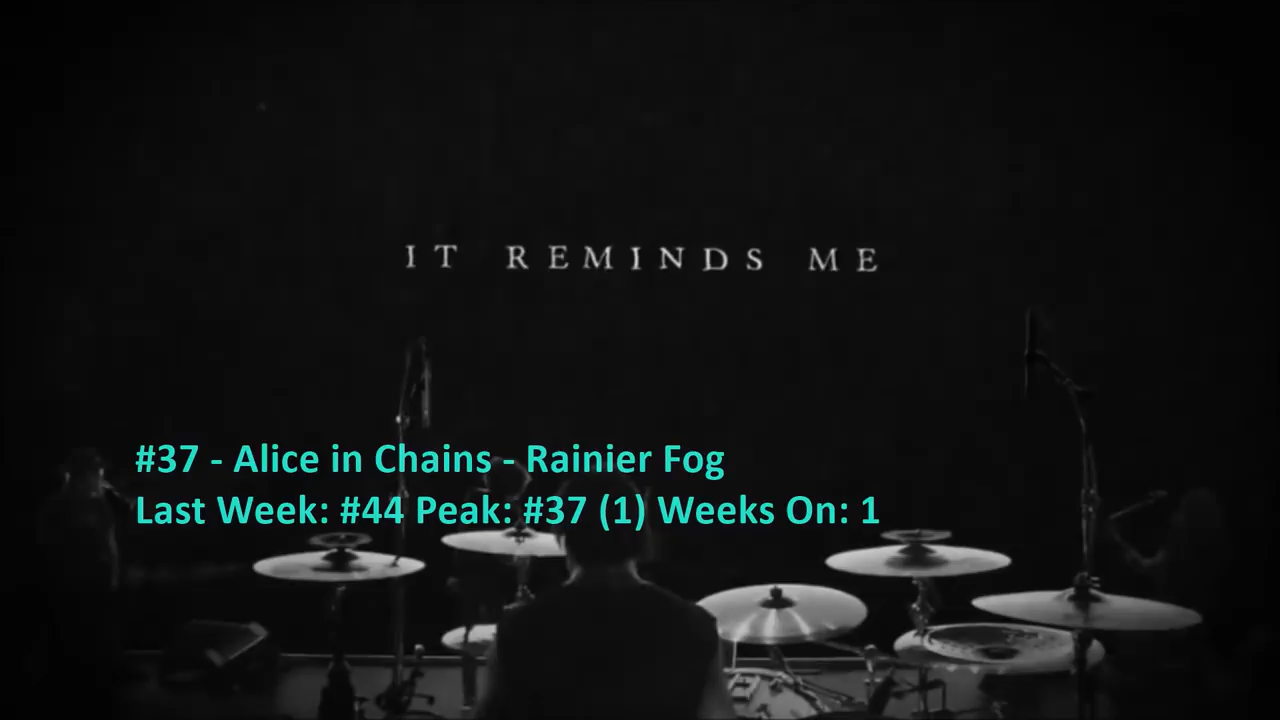 IT REMINDS ME
#37 - Alice in Chains - Rainier Fog
Last Week: #44 Peak: #37 (1) Weeks On: 1